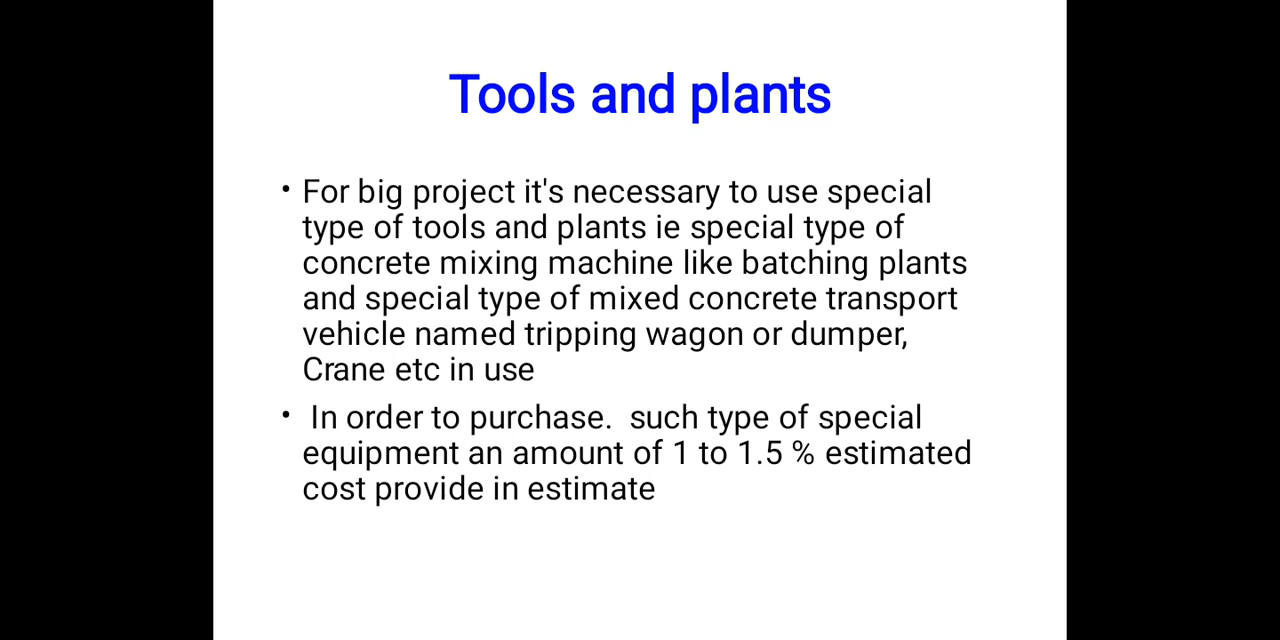 Tools and plants
• For big project it's necessary to use special
type of tools and plants ie special type of
concrete mixing machine like batching plants
and special type of mixed concrete transport
vehicle named tripping wagon or dumper,
Crane etc in use
• In order to purchase.  such type of special
equipment an amount of 1 to 1.5 % estimated
cost provide in estimate